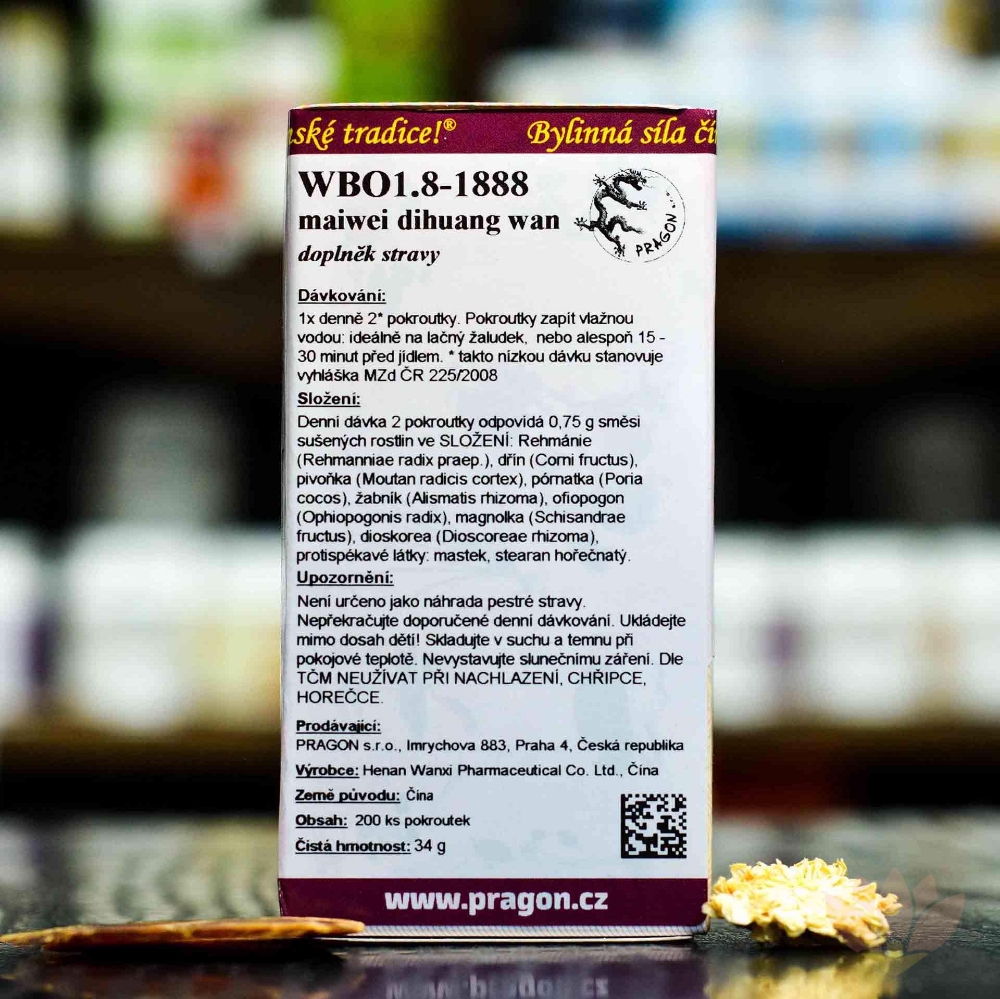 ské tradice!® Bylinná síla čí
WBO1.8-1888
maiwei dihuang wan
doplněk stravy
PRAGON...
Dávkování:
1x denně 2* pokroutky. Pokroutky zapít vlažnou
vodou: ideálně na lačný žaludek, nebo alespoň 15 -
30 minut před jídlem. * takto nízkou dávku stanovuje
vyhláška MZd ČR 225/2008
Složení:
Denní dávka 2 pokroutky odpovídá 0,75 g směsi
sušených rostlin ve SLOŽENÍ: Rehmánie
(Rehmanniae radix praep.), dřín (Corni fructus),
pivoňka (Moutan radicis cortex), pórnatka (Poria
cocos), žabník (Alismatis rhizoma), ofiopogon
(Ophiopogonis radix), magnolka (Schisandrae
fructus), dioskorea (Dioscoreae rhizoma),
protispékavé látky: mastek, stearan hořečnatý.
Upozornění:
Není určeno jako náhrada pestré stravy.
Nepřekračujte doporučené denní dávkování. Ukládejte
mimo dosah dětí! Skladujte v suchu a temnu při
pokojové teplotě. Nevystavujte slunečnímu záření. Dle
TČM NEUŽÍVAT PŘI NACHLAZENÍ, CHŘIPCE,
HOREČCE.
Prodávající:
PRAGON s.r.o., Imrychova 883, Praha 4, Česká republika
Výrobce: Henan Wanxi Pharmaceutical Co. Ltd., Čína
Země původu: Čína
Obsah: 200 ks pokroutek
Čistá hmotnost: 34 g
www.pragon.cz